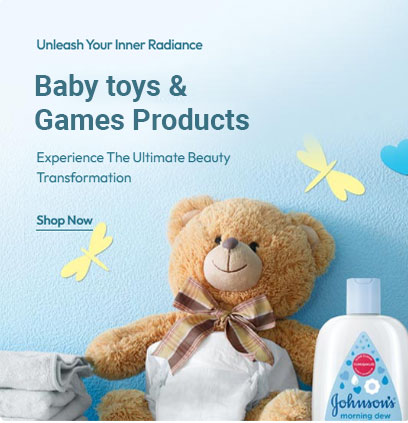 Unleash Your Inner Radiance
Baby toys &
Games Products
Experience The Ultimate Beauty
Transformation
Shop Now
Johnson's
morning dew